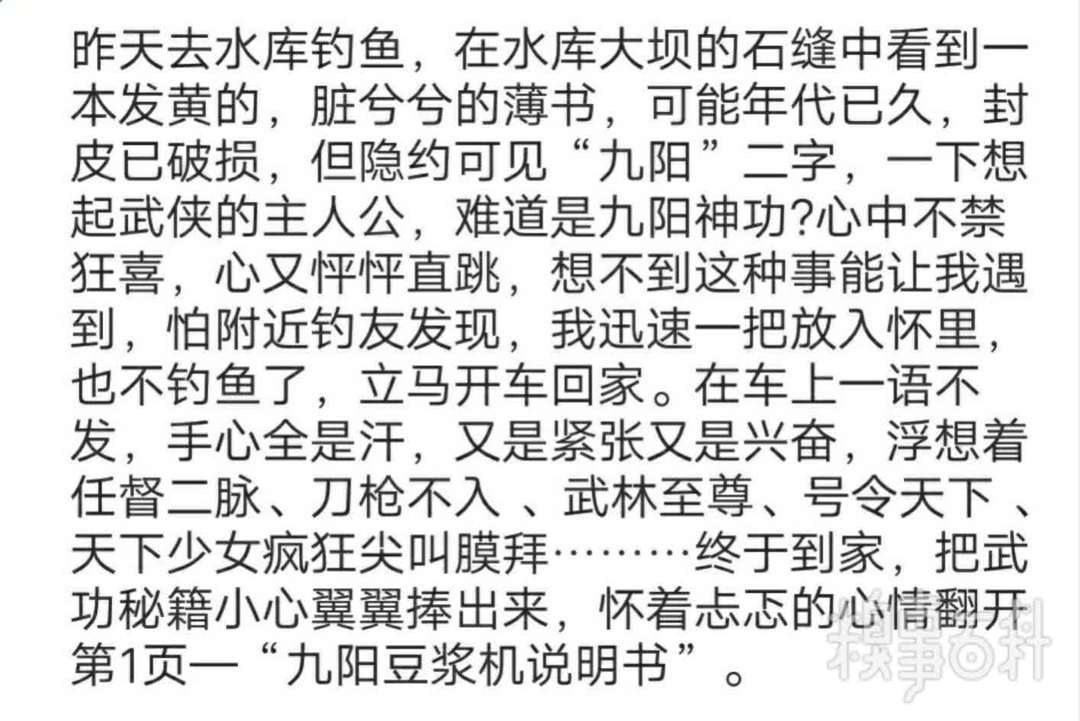 昨天去水库钓鱼，在水库大坝的石缝中看到一
本发黄的，脏兮兮的薄书，可能年代已久，封
皮已破损，但隐约可见“九阳”二字，一下想
起武侠的主人公，难道是九阳神功?心中不禁
狂喜，心又怦怦直跳，想不到这种事能让我遇
到，怕附近钓友发现，我迅速一把放入怀里，
也不钓鱼了，立马开车回家。在车上一语不
发，手心全是汗，又是紧张又是兴奋，浮想着
任督二脉、刀枪不入 、武林至尊、号令天下 、
天下少女疯狂尖叫膜拜………终于到家，把武
功秘籍小心翼翼捧出来，怀着忐忑的心情翻开
第1页—“九阳豆浆机说明书” 。
糗事百科